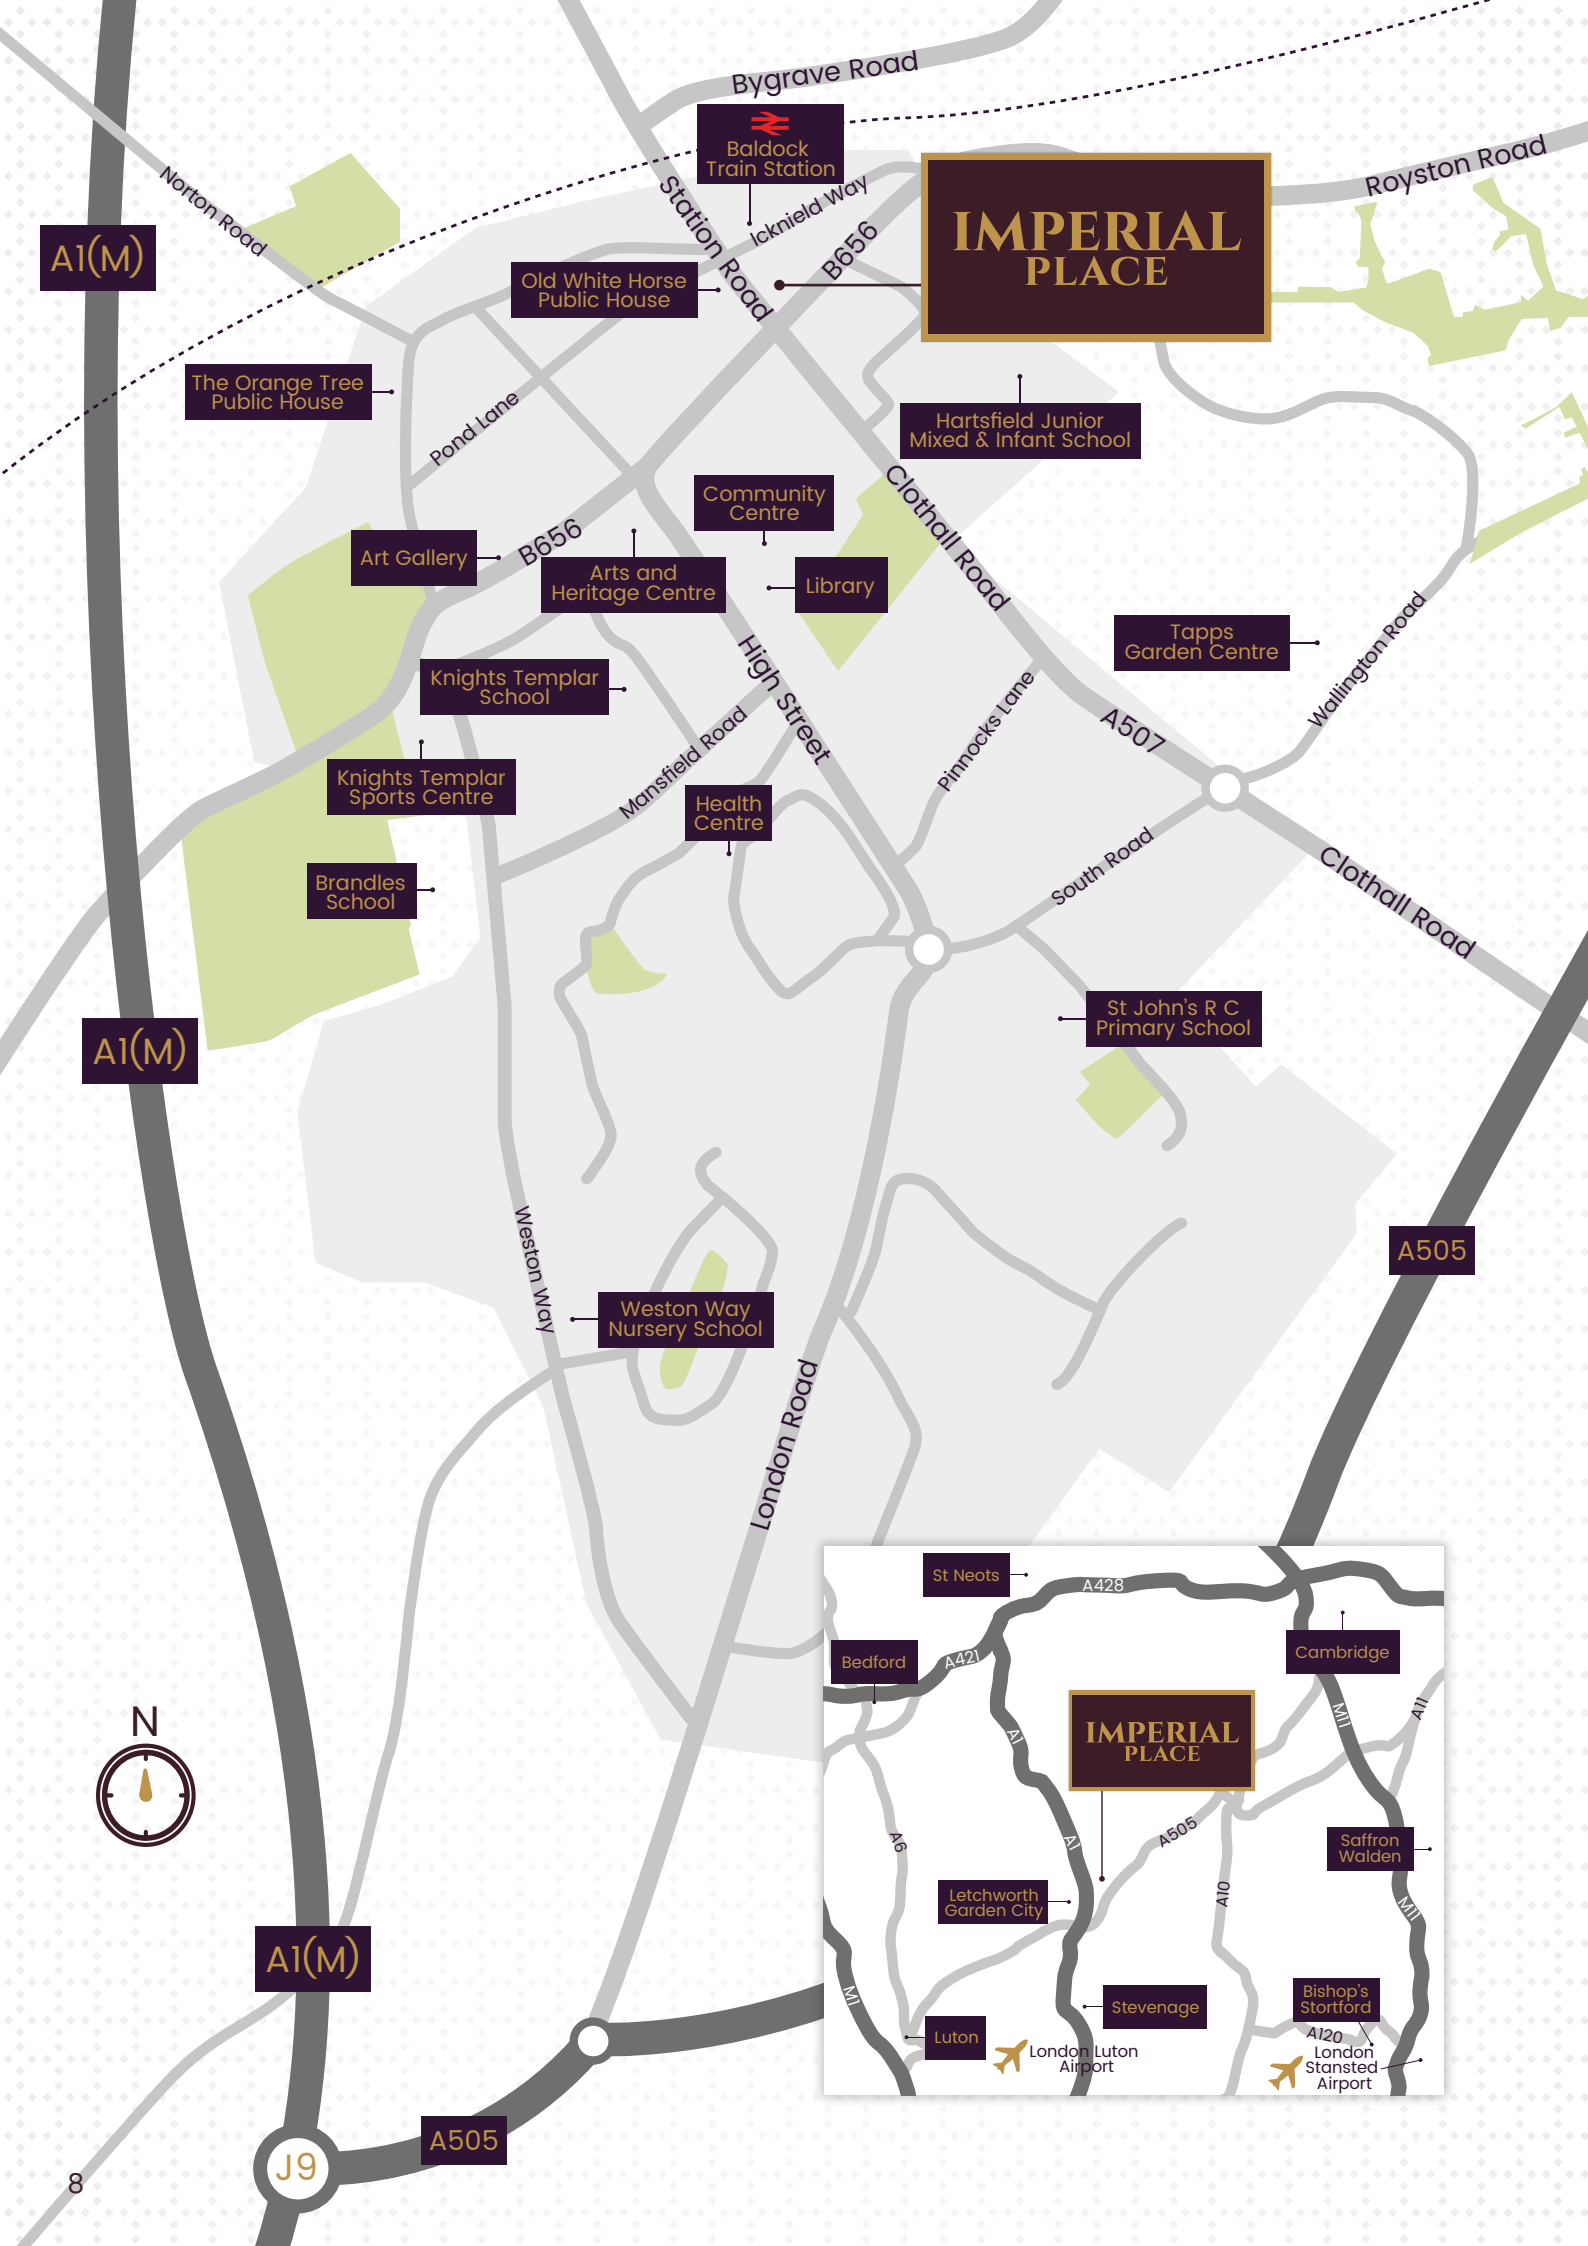 Bygrave Road
Baldock
Train Station
Royston Road
Norton Road
Station Road
Icknield Way
IMPERIAL
PLACE
A1(M)
B656
Old White Horse
Public House
The Orange Tree
Public House
Pond Lane
Hartsfield Junior
Mixed & Infant School
Clothall Road
Community
Centre
B656
Art Gallery
Arts and
Heritage Centre
Library
Tapps
Garden Centre
Wallington Road
High Street
Knights Templar
School
Pinnocks Lane
A507
Mansfield Road
Knights Templar
Sports Centre
Health
Centre
South Road
Clothall Road
Brandles
School
St John's R C
Primary School
A1(M)
A505
Weston Way
Weston Way
Nursery School
London Road
St Neots
A428
Bedford
A421
Cambridge
A11
M11
A1
IMPERIAL
PLACE
N
A6
A1
A505
Saffron
Walden
A10
Letchworth
Garden City
M11
A1(M)
M1
Stevenage
Bishop's
Stortford
Luton
London Luton
Airport
A120
London
Stansted
Airport
A505
J9
8